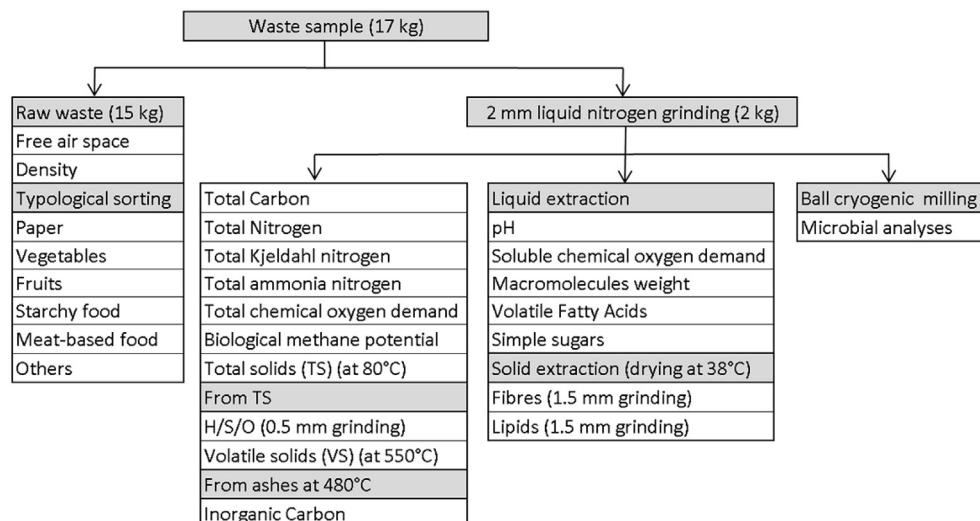 Waste sample (17 kg)
Raw waste (15 kg)
Free air space
Density
Typological sorting
Paper
Vegetables
Fruits
Starchy food
Meat-based food
Others
2 mm liquid nitrogen grinding (2 kg)
Total Carbon
Total Nitrogen
Total Kjeldahl nitrogen
Total ammonia nitrogen
Total chemical oxygen demand
Biological methane potential
Total solids (TS) (at 80°C)
From TS
H/S/O (0.5 mm grinding)
Volatile solids (VS) (at 550°C)
From ashes at 480°C
Inorganic Carbon
Liquid extraction
pH
Soluble chemical oxygen demand
Macromolecules weight
Volatile Fatty Acids
Simple sugars
Solid extraction (drying at 38°C)
Fibres (1.5 mm grinding)
Lipids (1.5 mm grinding)
Ball cryogenic milling
Microbial analyses